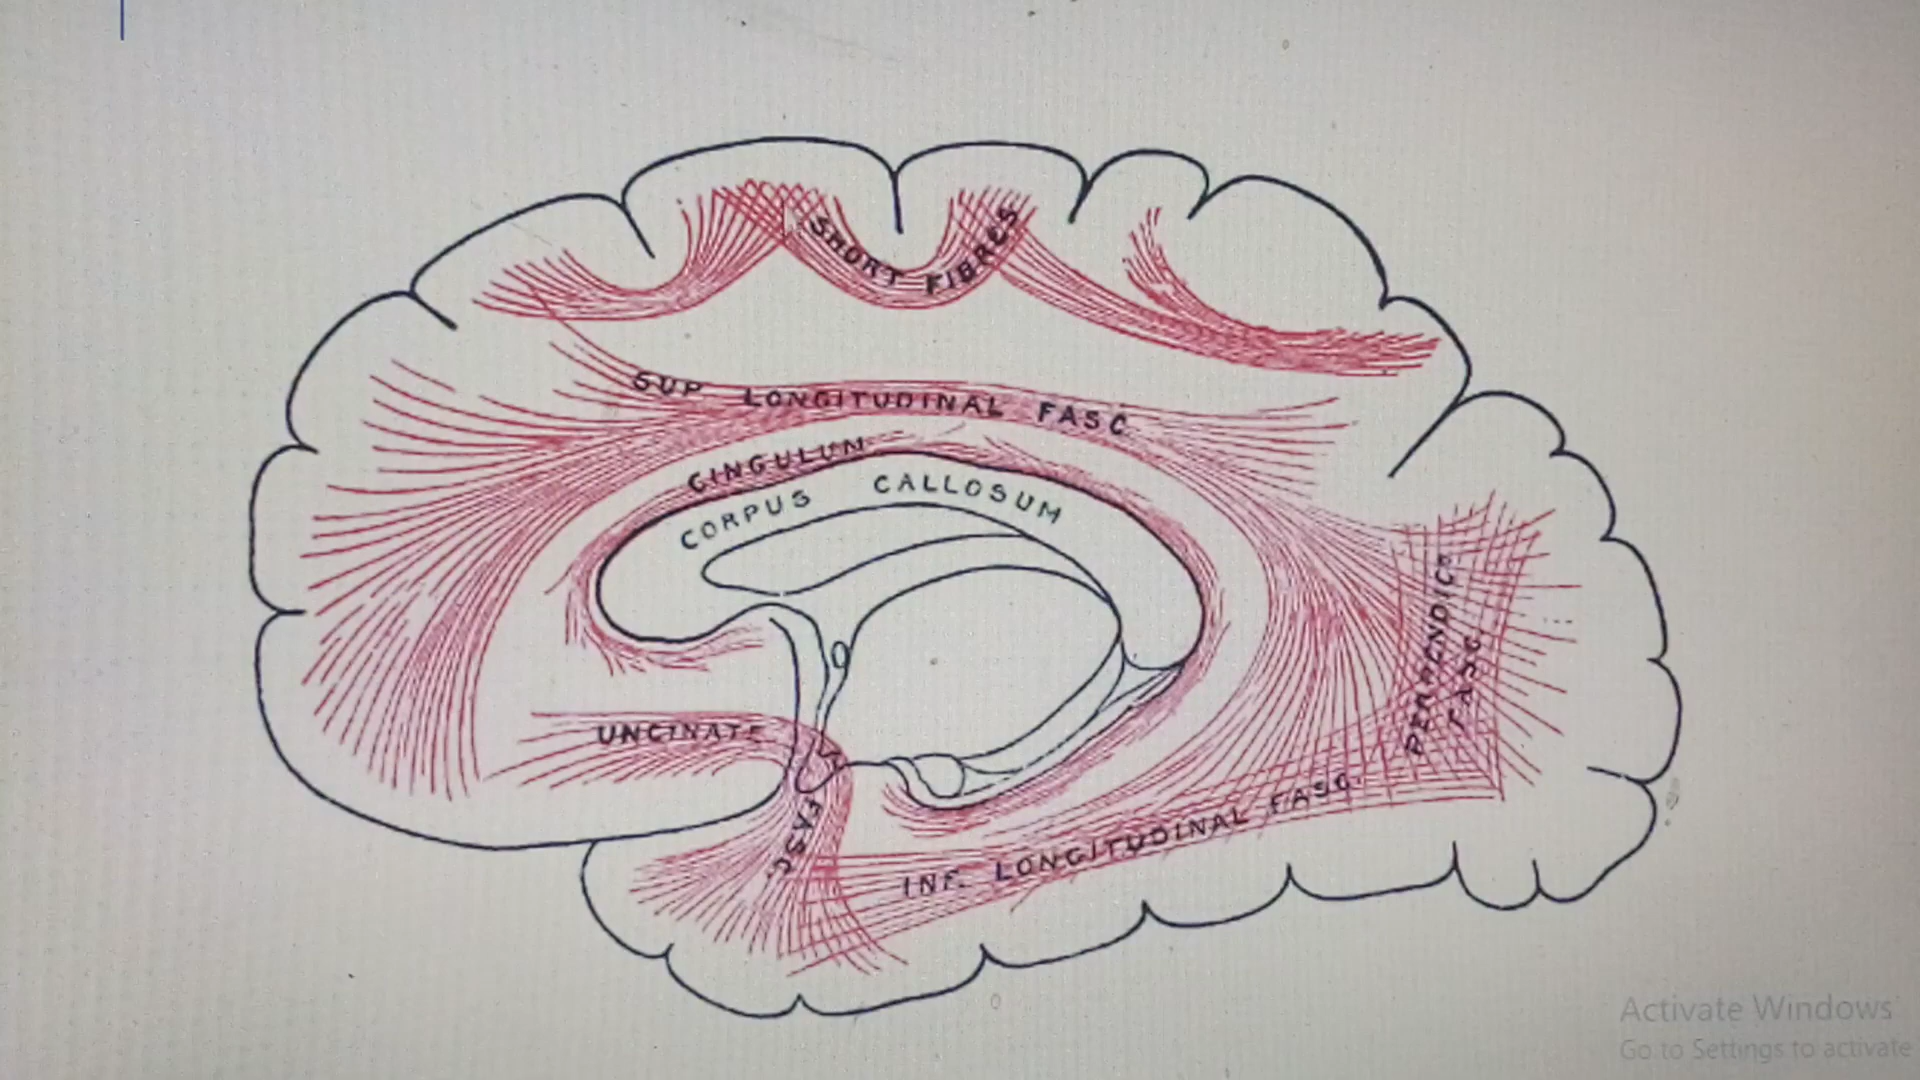 SHORT FIBRES
SUP LONGITUDINAL FASC
CINGULUM
CORPUS CALLOSUM
PERPENDICR
FASC.
UNCINATE
FASC.
INF. LONGITUDINAL FASC.
Activate Windows
Go to Settings to activate